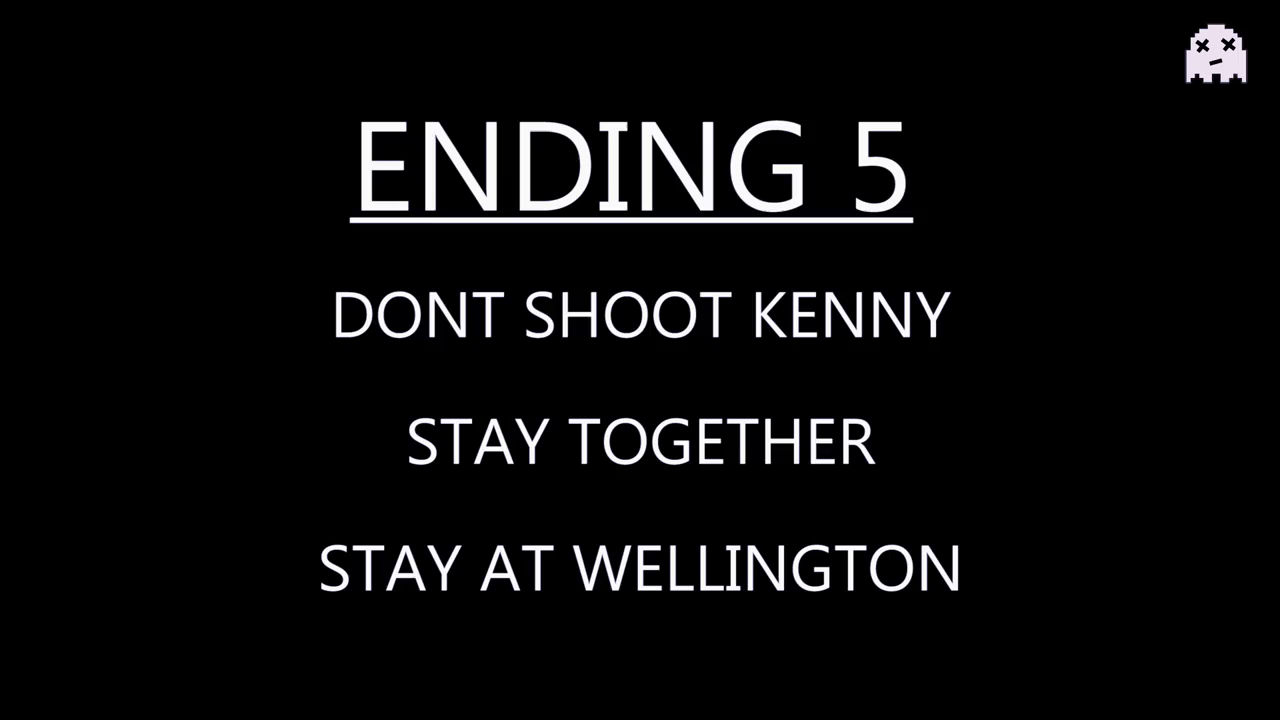 ENDING 5
DONT SHOOT KENNY
STAY TOGETHER
STAY AT WELLINGTON